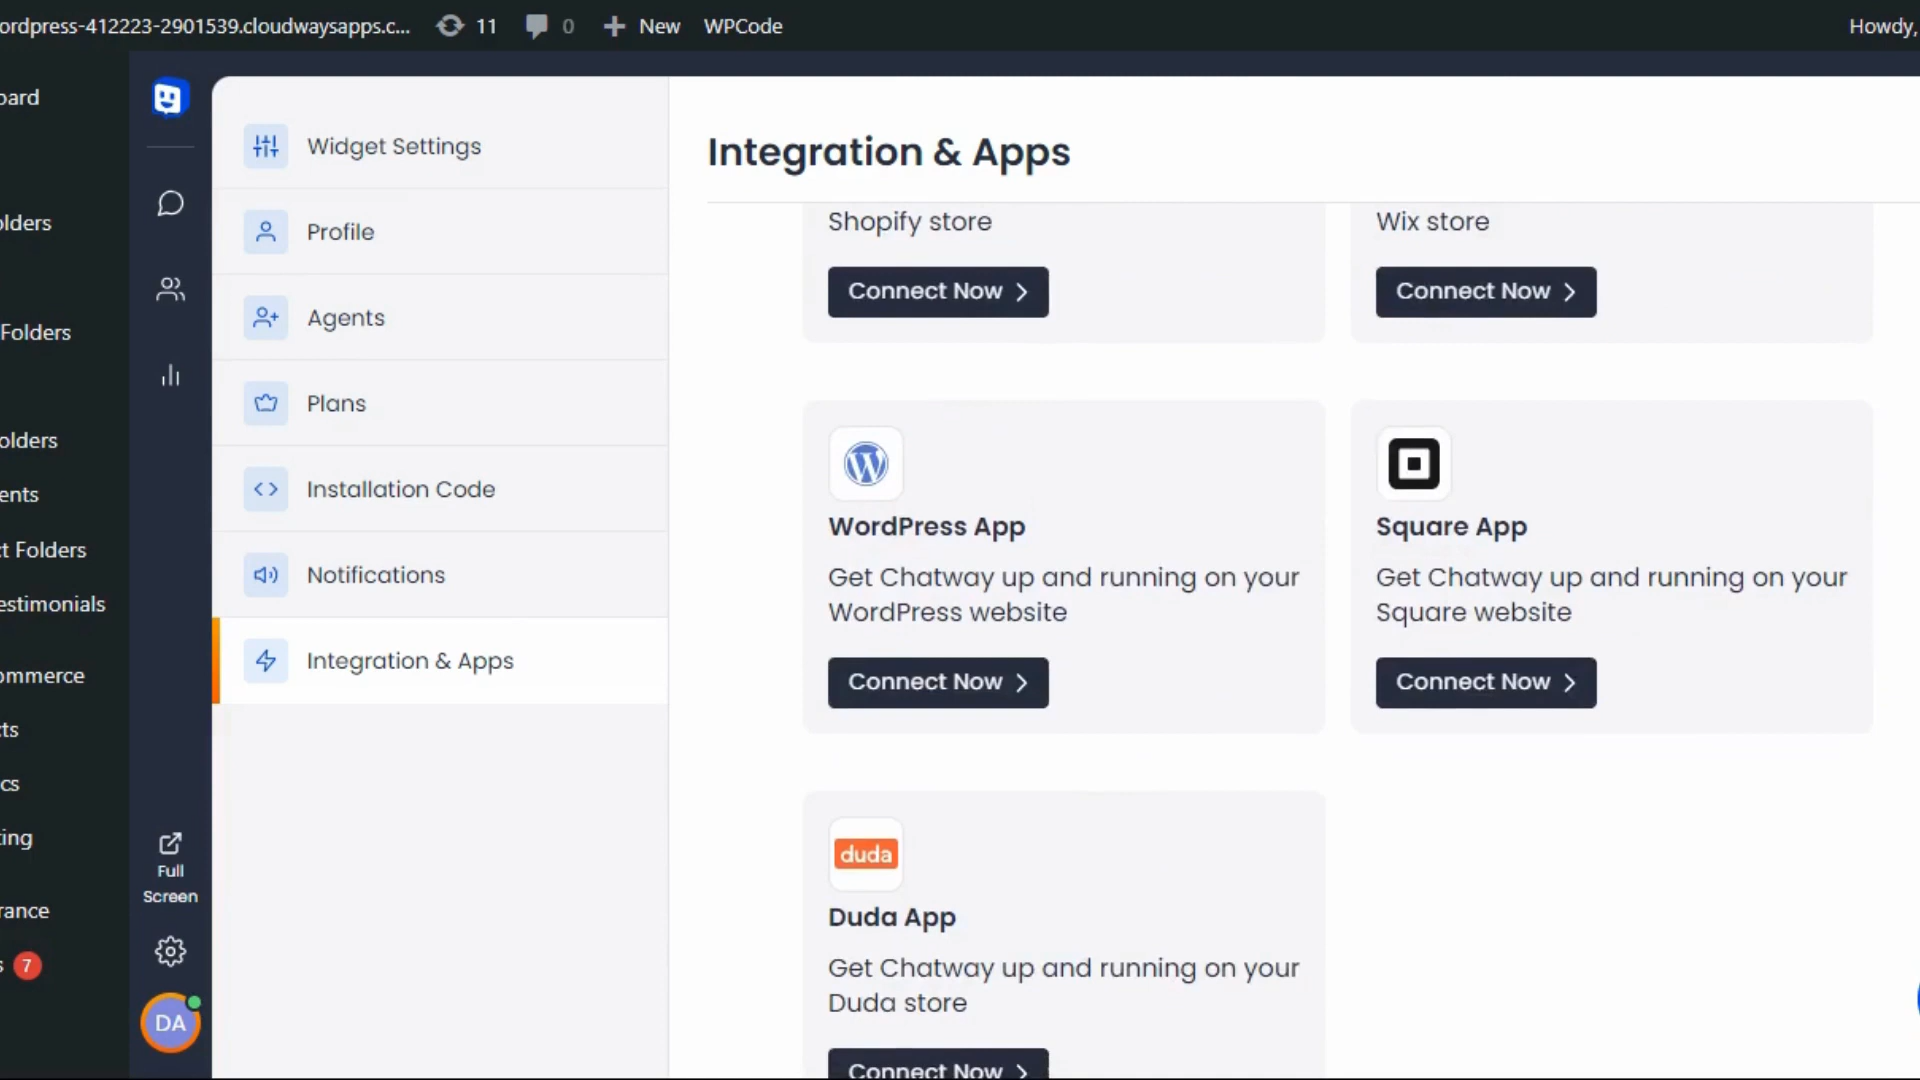 ordpress-412223-2901539.cloudwaysapps.c... 11 0 New WPCode Howdy,
oard
olders
Folders
olders
ents
ct Folders
estimonials
ommerce
cts
ics
ting
rance
s 7
Full
Screen
DA
Widget Settings
Profile
Agents
Plans
Installation Code
Notifications
Integration & Apps
Integration & Apps
Shopify store
Connect Now
Wix store
Connect Now
WordPress App
Get Chatway up and running on your
WordPress website
Connect Now
Square App
Get Chatway up and running on your
Square website
Connect Now
duda
Duda App
Get Chatway up and running on your
Duda store
Connect Now